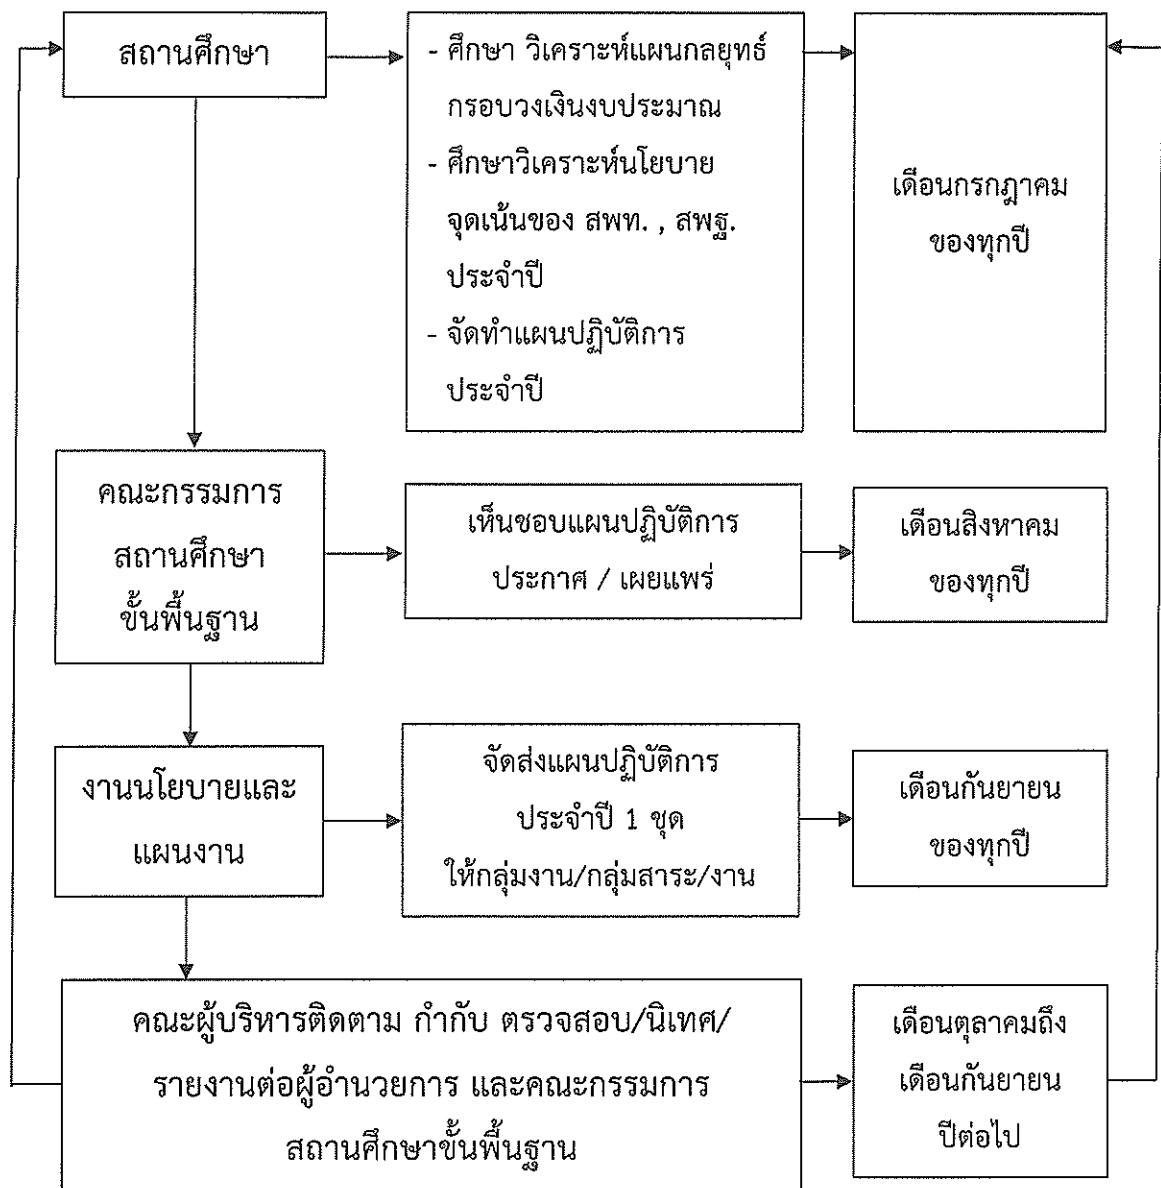 สถานศึกษา
- ศึกษา วิเคราะห์แผนกลยุทธ์
กรอบวงเงินงบประมาณ
- ศึกษาวิเคราะห์นโยบาย
จุดเน้นของ สพท. , สพฐ.
ประจำปี
- จัดทำแผนปฏิบัติการ
ประจำปี
เดือนกรกฎาคม
ของทุกปี
คณะกรรมการ
สถานศึกษา
ขั้นพื้นฐาน
เห็นชอบแผนปฏิบัติการ
ประกาศ / เผยแพร่
เดือนสิงหาคม
ของทุกปี
งานนโยบายและ
แผนงาน
จัดส่งแผนปฏิบัติการ
ประจำปี 1 ชุด
ให้กลุ่มงาน/กลุ่มสาระ/งาน
เดือนกันยายน
ของทุกปี
คณะผู้บริหารติดตาม กำกับ ตรวจสอบ/นิเทศ/
รายงานต่อผู้อำนวยการ และคณะกรรมการ
สถานศึกษาขั้นพื้นฐาน
เดือนตุลาคมถึง
เดือนกันยายน
ปีต่อไป